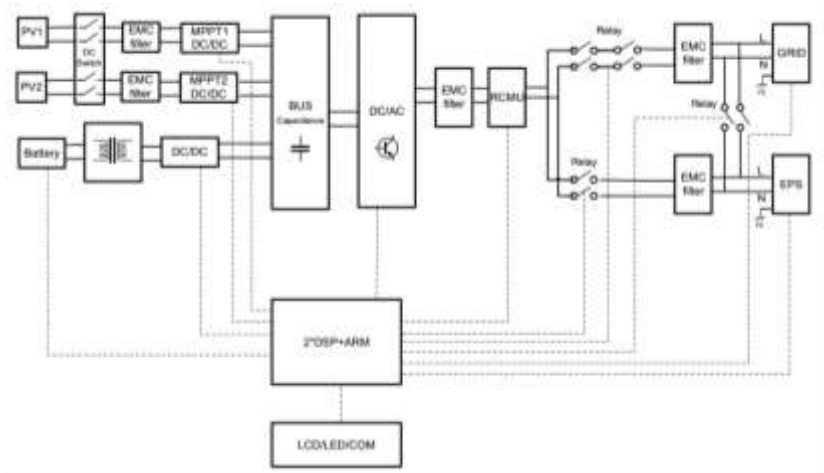 PV1
DC
Switch
EMC
filter
MPPT1
DC/DC
PV2
EMC
filter
MPPT2
DC/DC
Battery
DC/DC
BUS
Capacitance
DC/AC
EMC
filter
RCMU
Relay
EMC
filter
L
N
GRID
Relay
Relay
EMC
filter
L
N
EPS
2*DSP+ARM
LCD/LED/COM